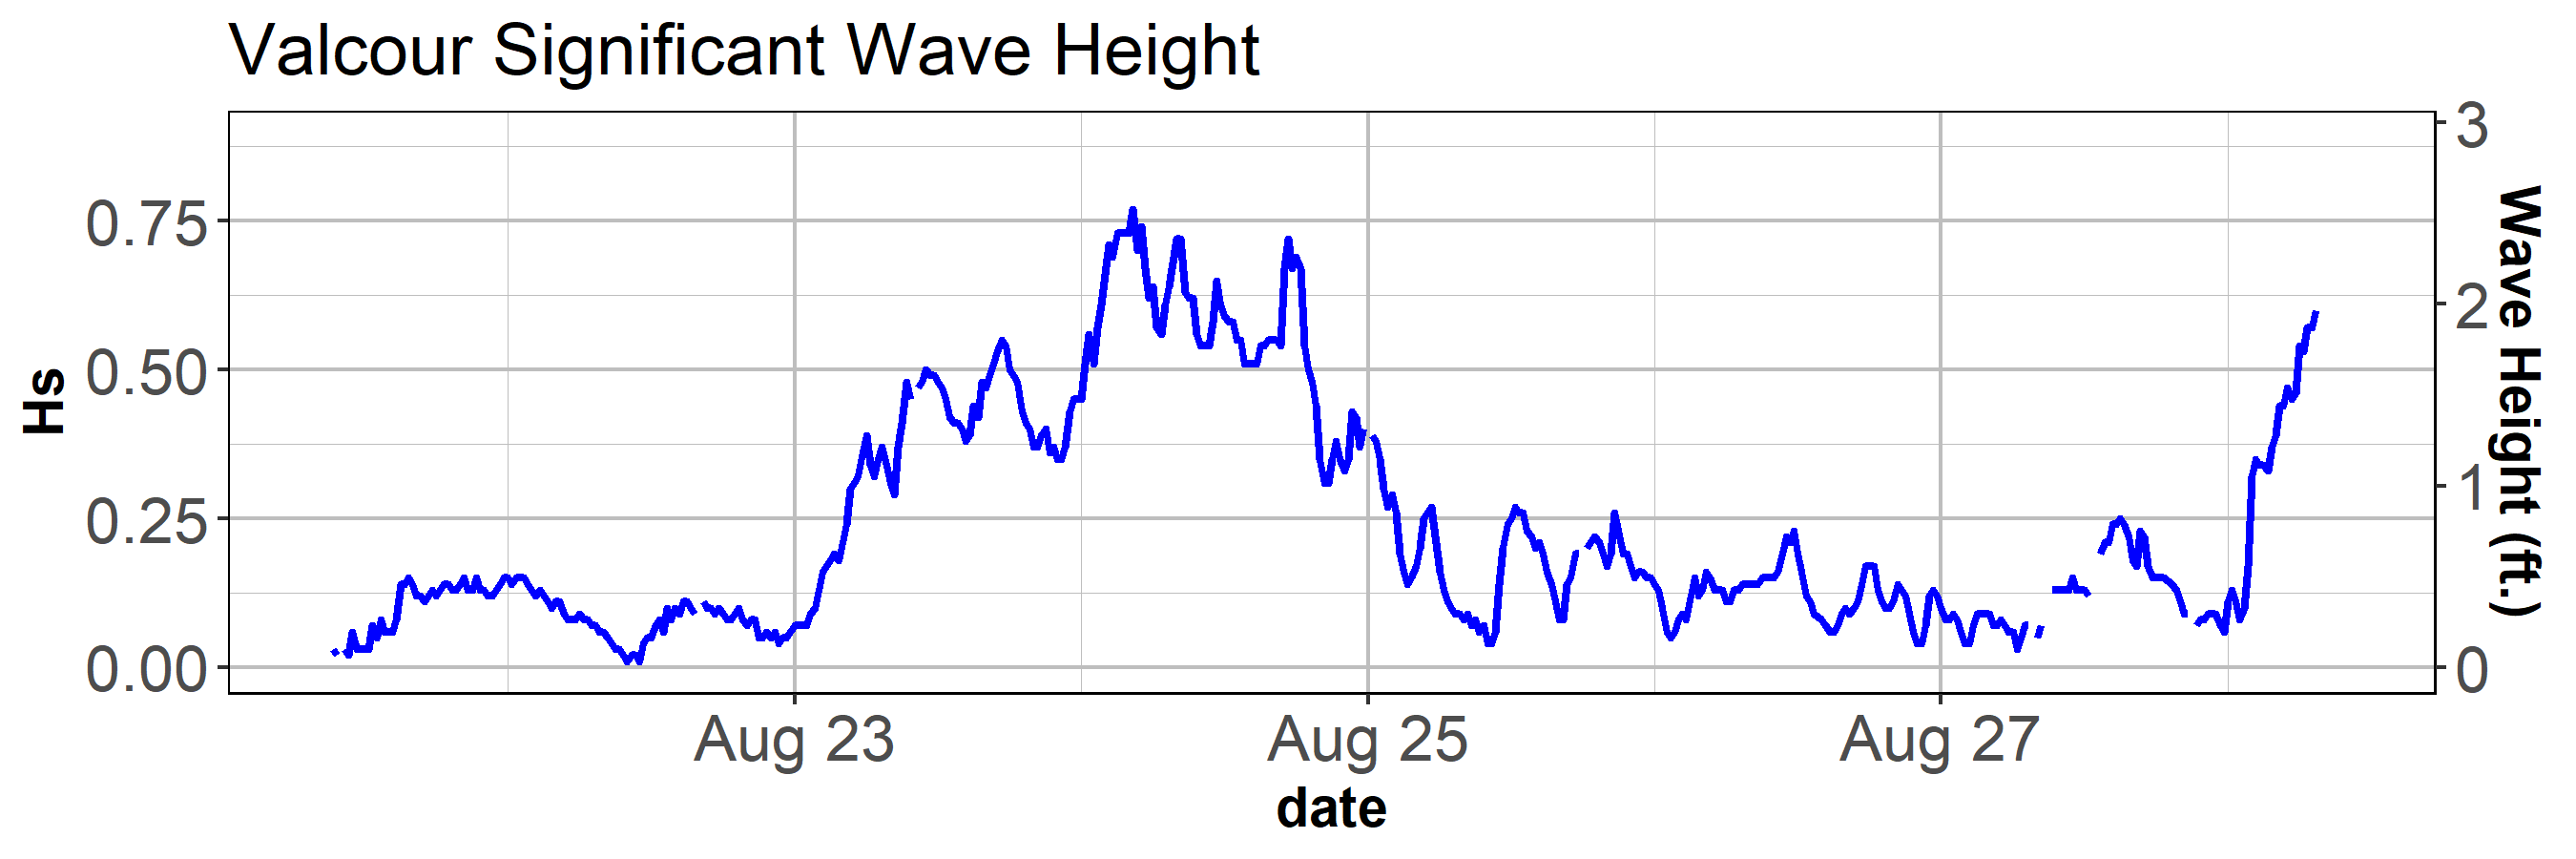 Valcour Significant Wave Height
Hs
0.75
0.50
0.25
0.00
3
2
1
0
Wave Height (ft.)
Aug 23
Aug 25
Aug 27
date